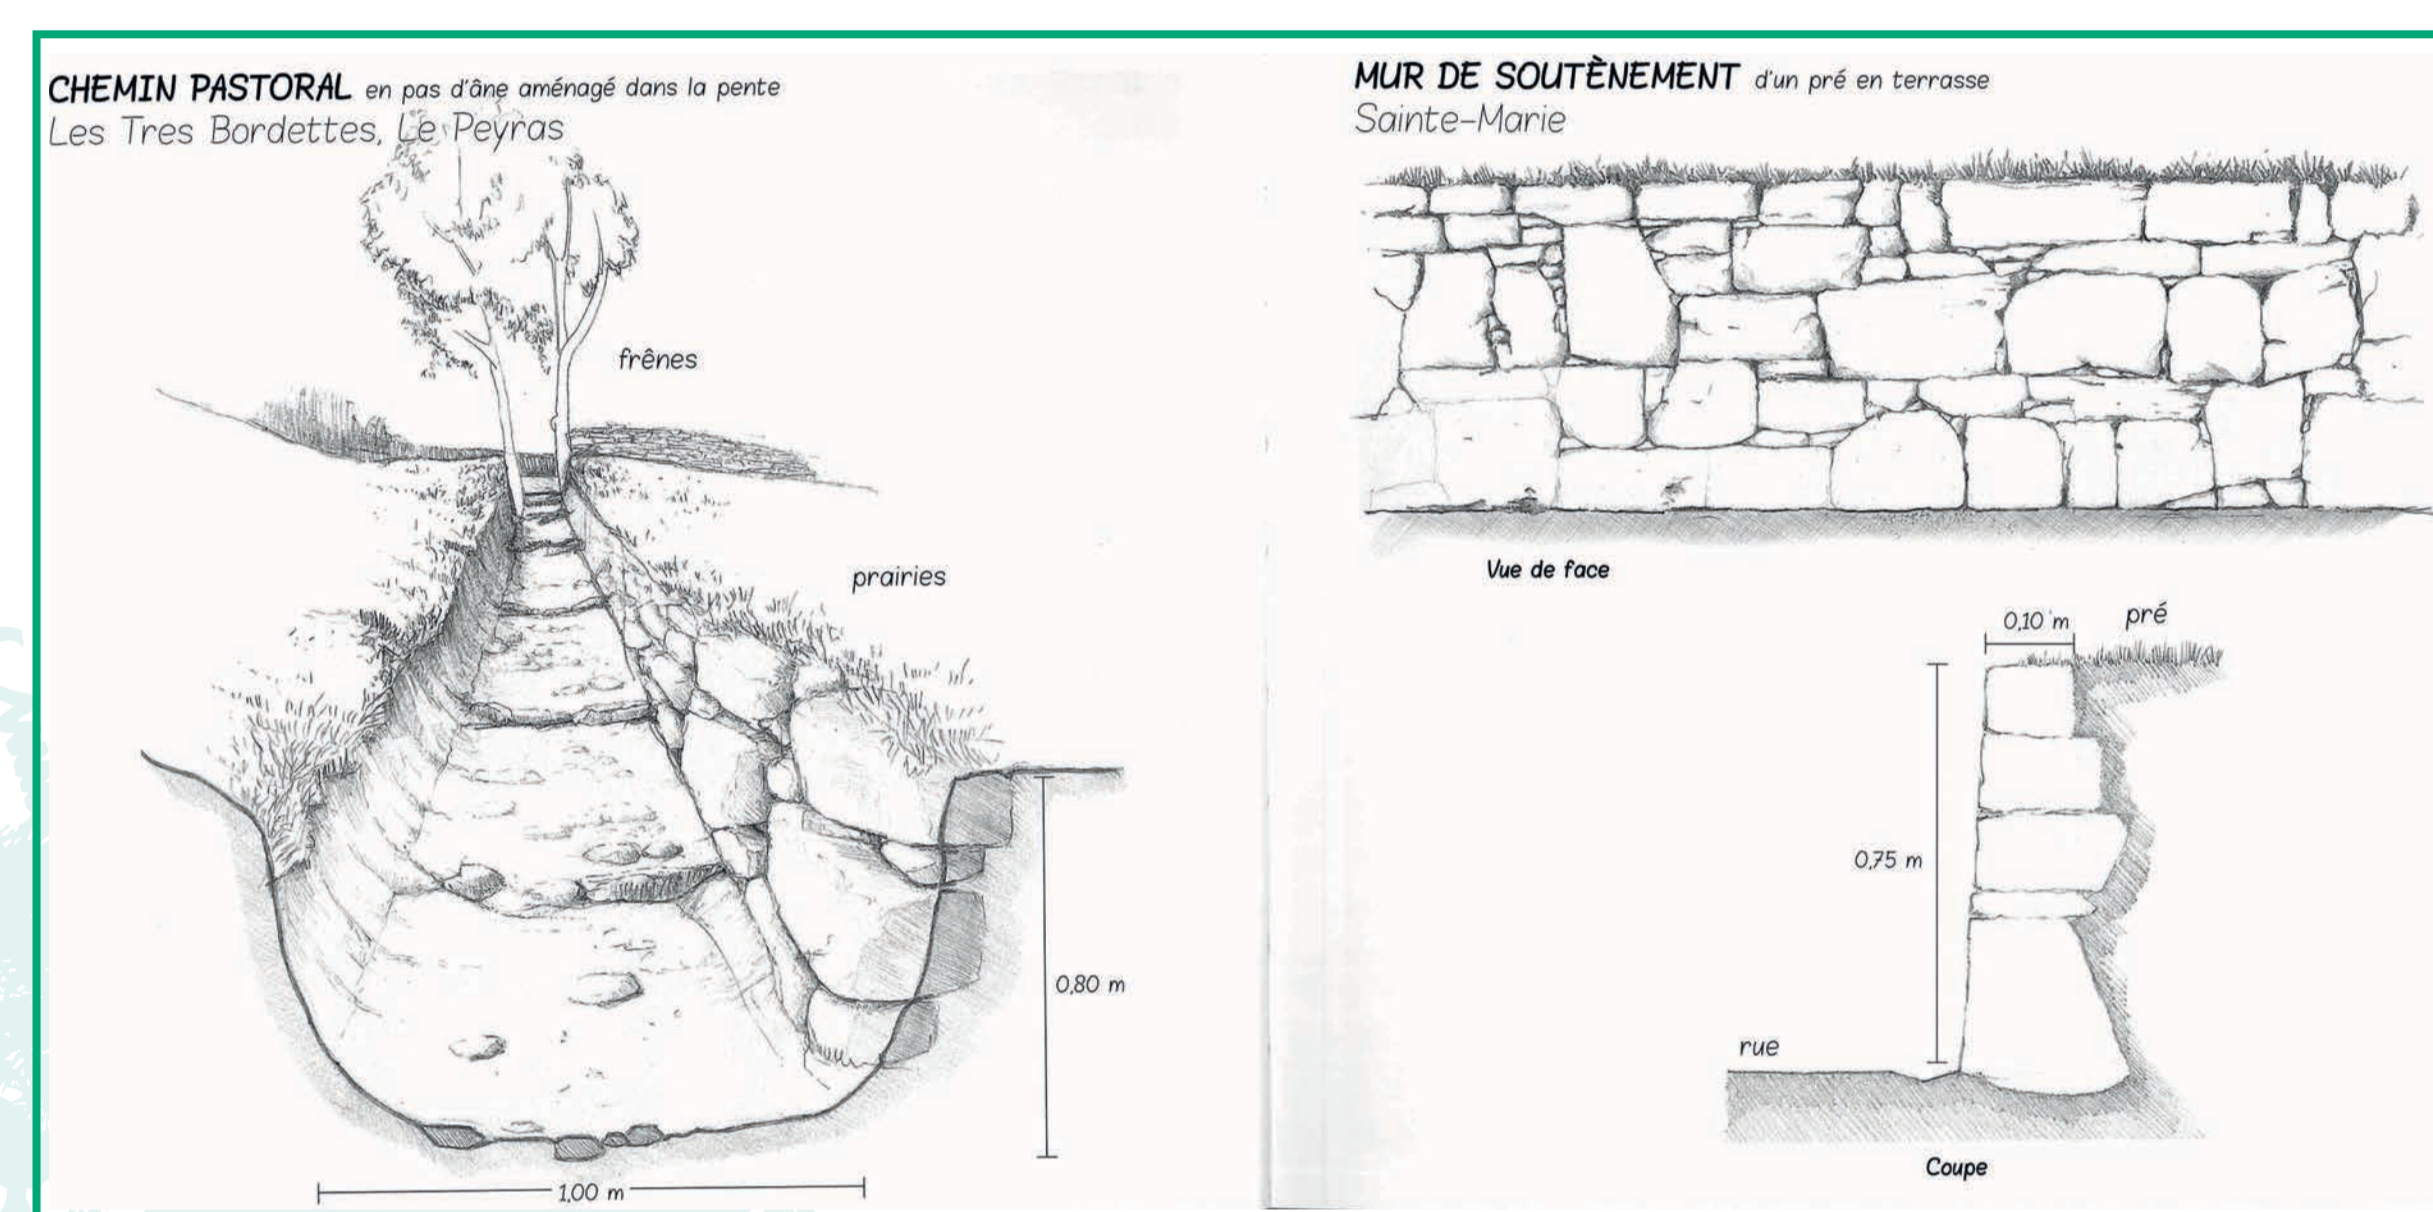 CHEMIN PASTORAL en pas d'âne aménagé dans la pente
Les Tres Bordettes, Le Peyras
frênes
prairies
0,80 m
1,00 m
MUR DE SOUTÈNEMENT d'un pré en terrasse
Sainte-Marie
Vue de face
0,10 m
pré
0,75 m
rue
Coupe